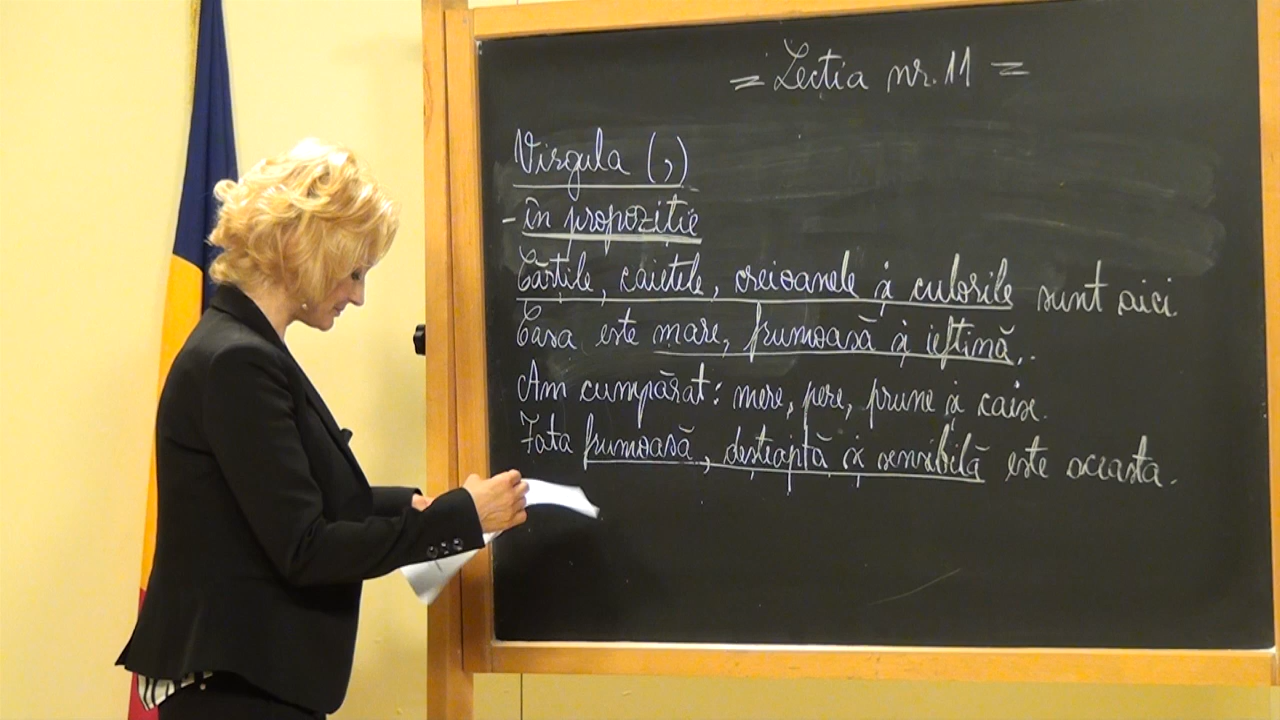 = Lecția nr. 11 =
Virgula (,)
- în propoziție
Cărțile, caietele, creioanele și culorile sunt aici.
Casa este mare, frumoasă și ieftină.
Am cumpărat: mere, pere, prune și caise.
Fata frumoasă, deșteaptă și sensibilă este aceasta.